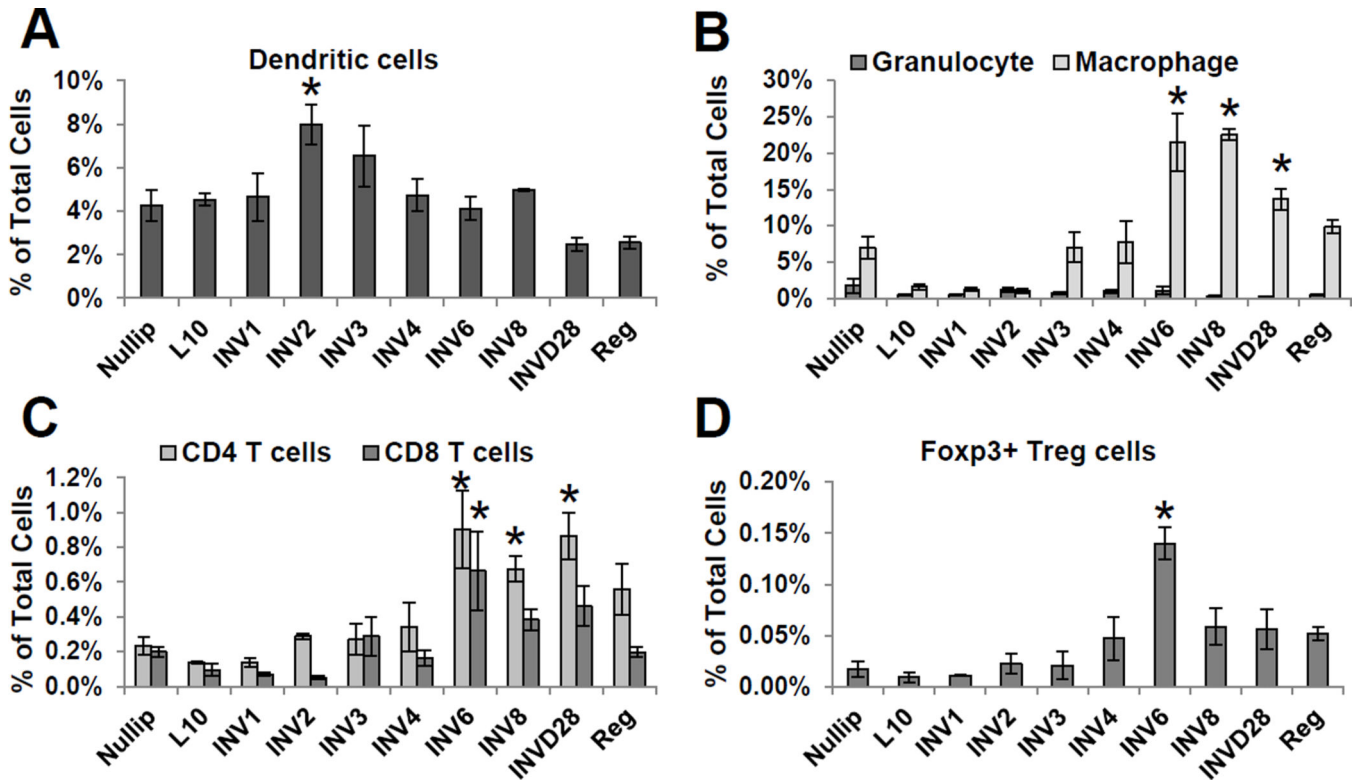 A
Dendritic cells
% of Total Cells
10%
8%
6%
4%
2%
0%
*
Nullip
L10
INV1
INV2
INV3
INV4
INV6
INV8
INVD28
Reg
B
Granulocyte Macrophage
% of Total Cells
30%
25%
20%
15%
10%
5%
0%
* * *
Nullip
L10
INV1
INV2
INV3
INV4
INV6
INV8
INVD28
Reg
C
CD4 T cells CD8 T cells
% of Total Cells
1.2%
1.0%
0.8%
0.6%
0.4%
0.2%
0.0%
* * * *
Nullip
L10
INV1
INV2
INV3
INV4
INV6
INV8
INVD28
Reg
D
Foxp3+ Treg cells
% of Total Cells
0.20%
0.15%
0.10%
0.05%
0.00%
*
Nullip
L10
INV1
INV2
INV3
INV4
INV6
INV8
INVD28
Reg